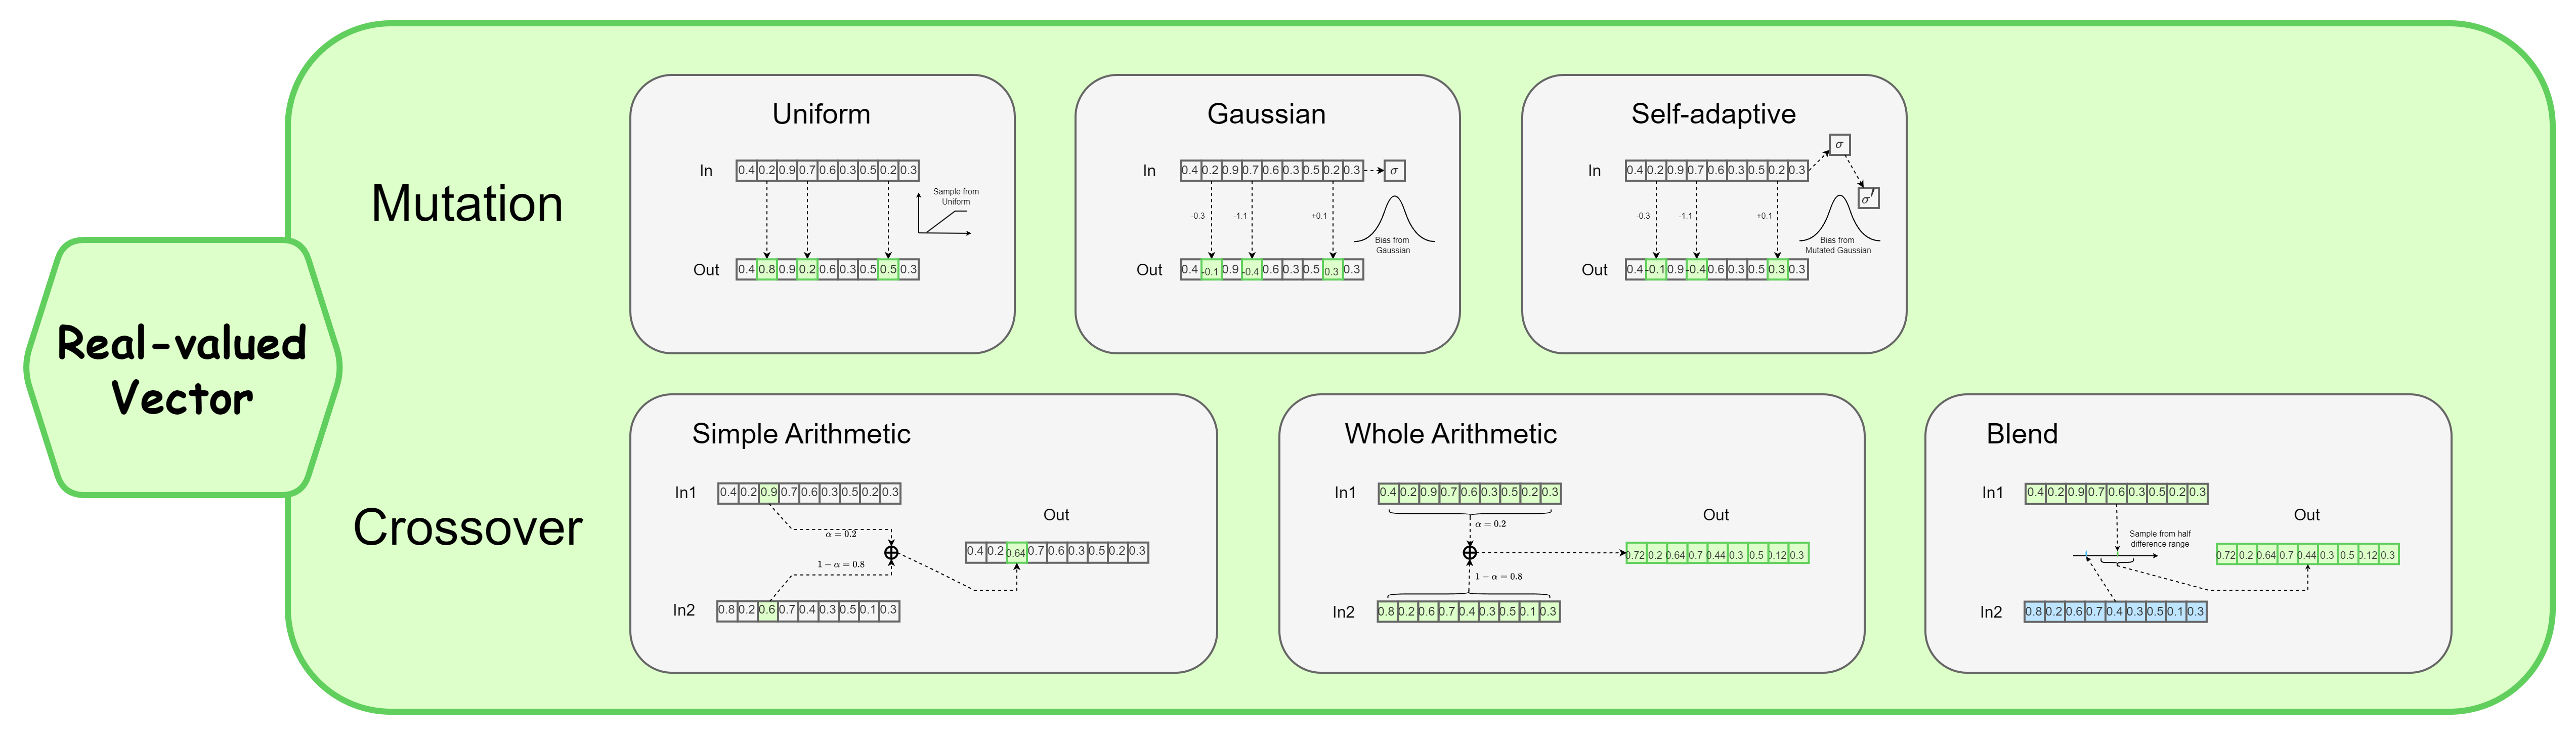 Real-valued
Vector
Mutation
Uniform
In
0.4 0.2 0.9 0.7 0.6 0.3 0.5 0.2 0.3
Sample from
Uniform
Out
0.4 0.8 0.9 0.2 0.6 0.3 0.5 0.5 0.3
Gaussian
In
0.4 0.2 0.9 0.7 0.6 0.3 0.5 0.2 0.3
σ
-0.3
-1.1
+0.1
Bias from
Gaussian
Out
0.4 -0.1 0.9 -0.4 0.6 0.3 0.5 0.3 0.3
Self-adaptive
σ
In
0.4 0.2 0.9 0.7 0.6 0.3 0.5 0.2 0.3
σ′
-0.3
-1.1
+0.1
Bias from
Mutated Gaussian
Out
0.4 -0.1 0.9 -0.4 0.6 0.3 0.5 0.3 0.3
Crossover
Simple Arithmetic
In1
0.4 0.2 0.9 0.7 0.6 0.3 0.5 0.2 0.3
α = 0.2
Out
0.4 0.2 0.64 0.7 0.6 0.3 0.5 0.2 0.3
1 − α = 0.8
In2
0.8 0.2 0.6 0.7 0.4 0.3 0.5 0.1 0.3
Whole Arithmetic
In1
0.4 0.2 0.9 0.7 0.6 0.3 0.5 0.2 0.3
α = 0.2
Out
0.72 0.2 0.64 0.7 0.44 0.3 0.5 0.12 0.3
1 − α = 0.8
In2
0.8 0.2 0.6 0.7 0.4 0.3 0.5 0.1 0.3
Blend
In1
0.4 0.2 0.9 0.7 0.6 0.3 0.5 0.2 0.3
Sample from half
difference range
Out
0.72 0.2 0.64 0.7 0.44 0.3 0.5 0.12 0.3
In2
0.8 0.2 0.6 0.7 0.4 0.3 0.5 0.1 0.3